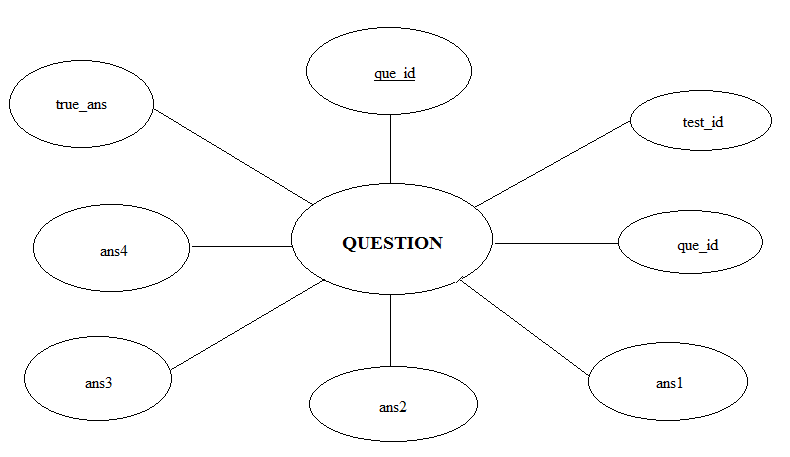 que_id
true_ans
test_id
QUESTION
que_id
ans4
ans3
ans2
ans1